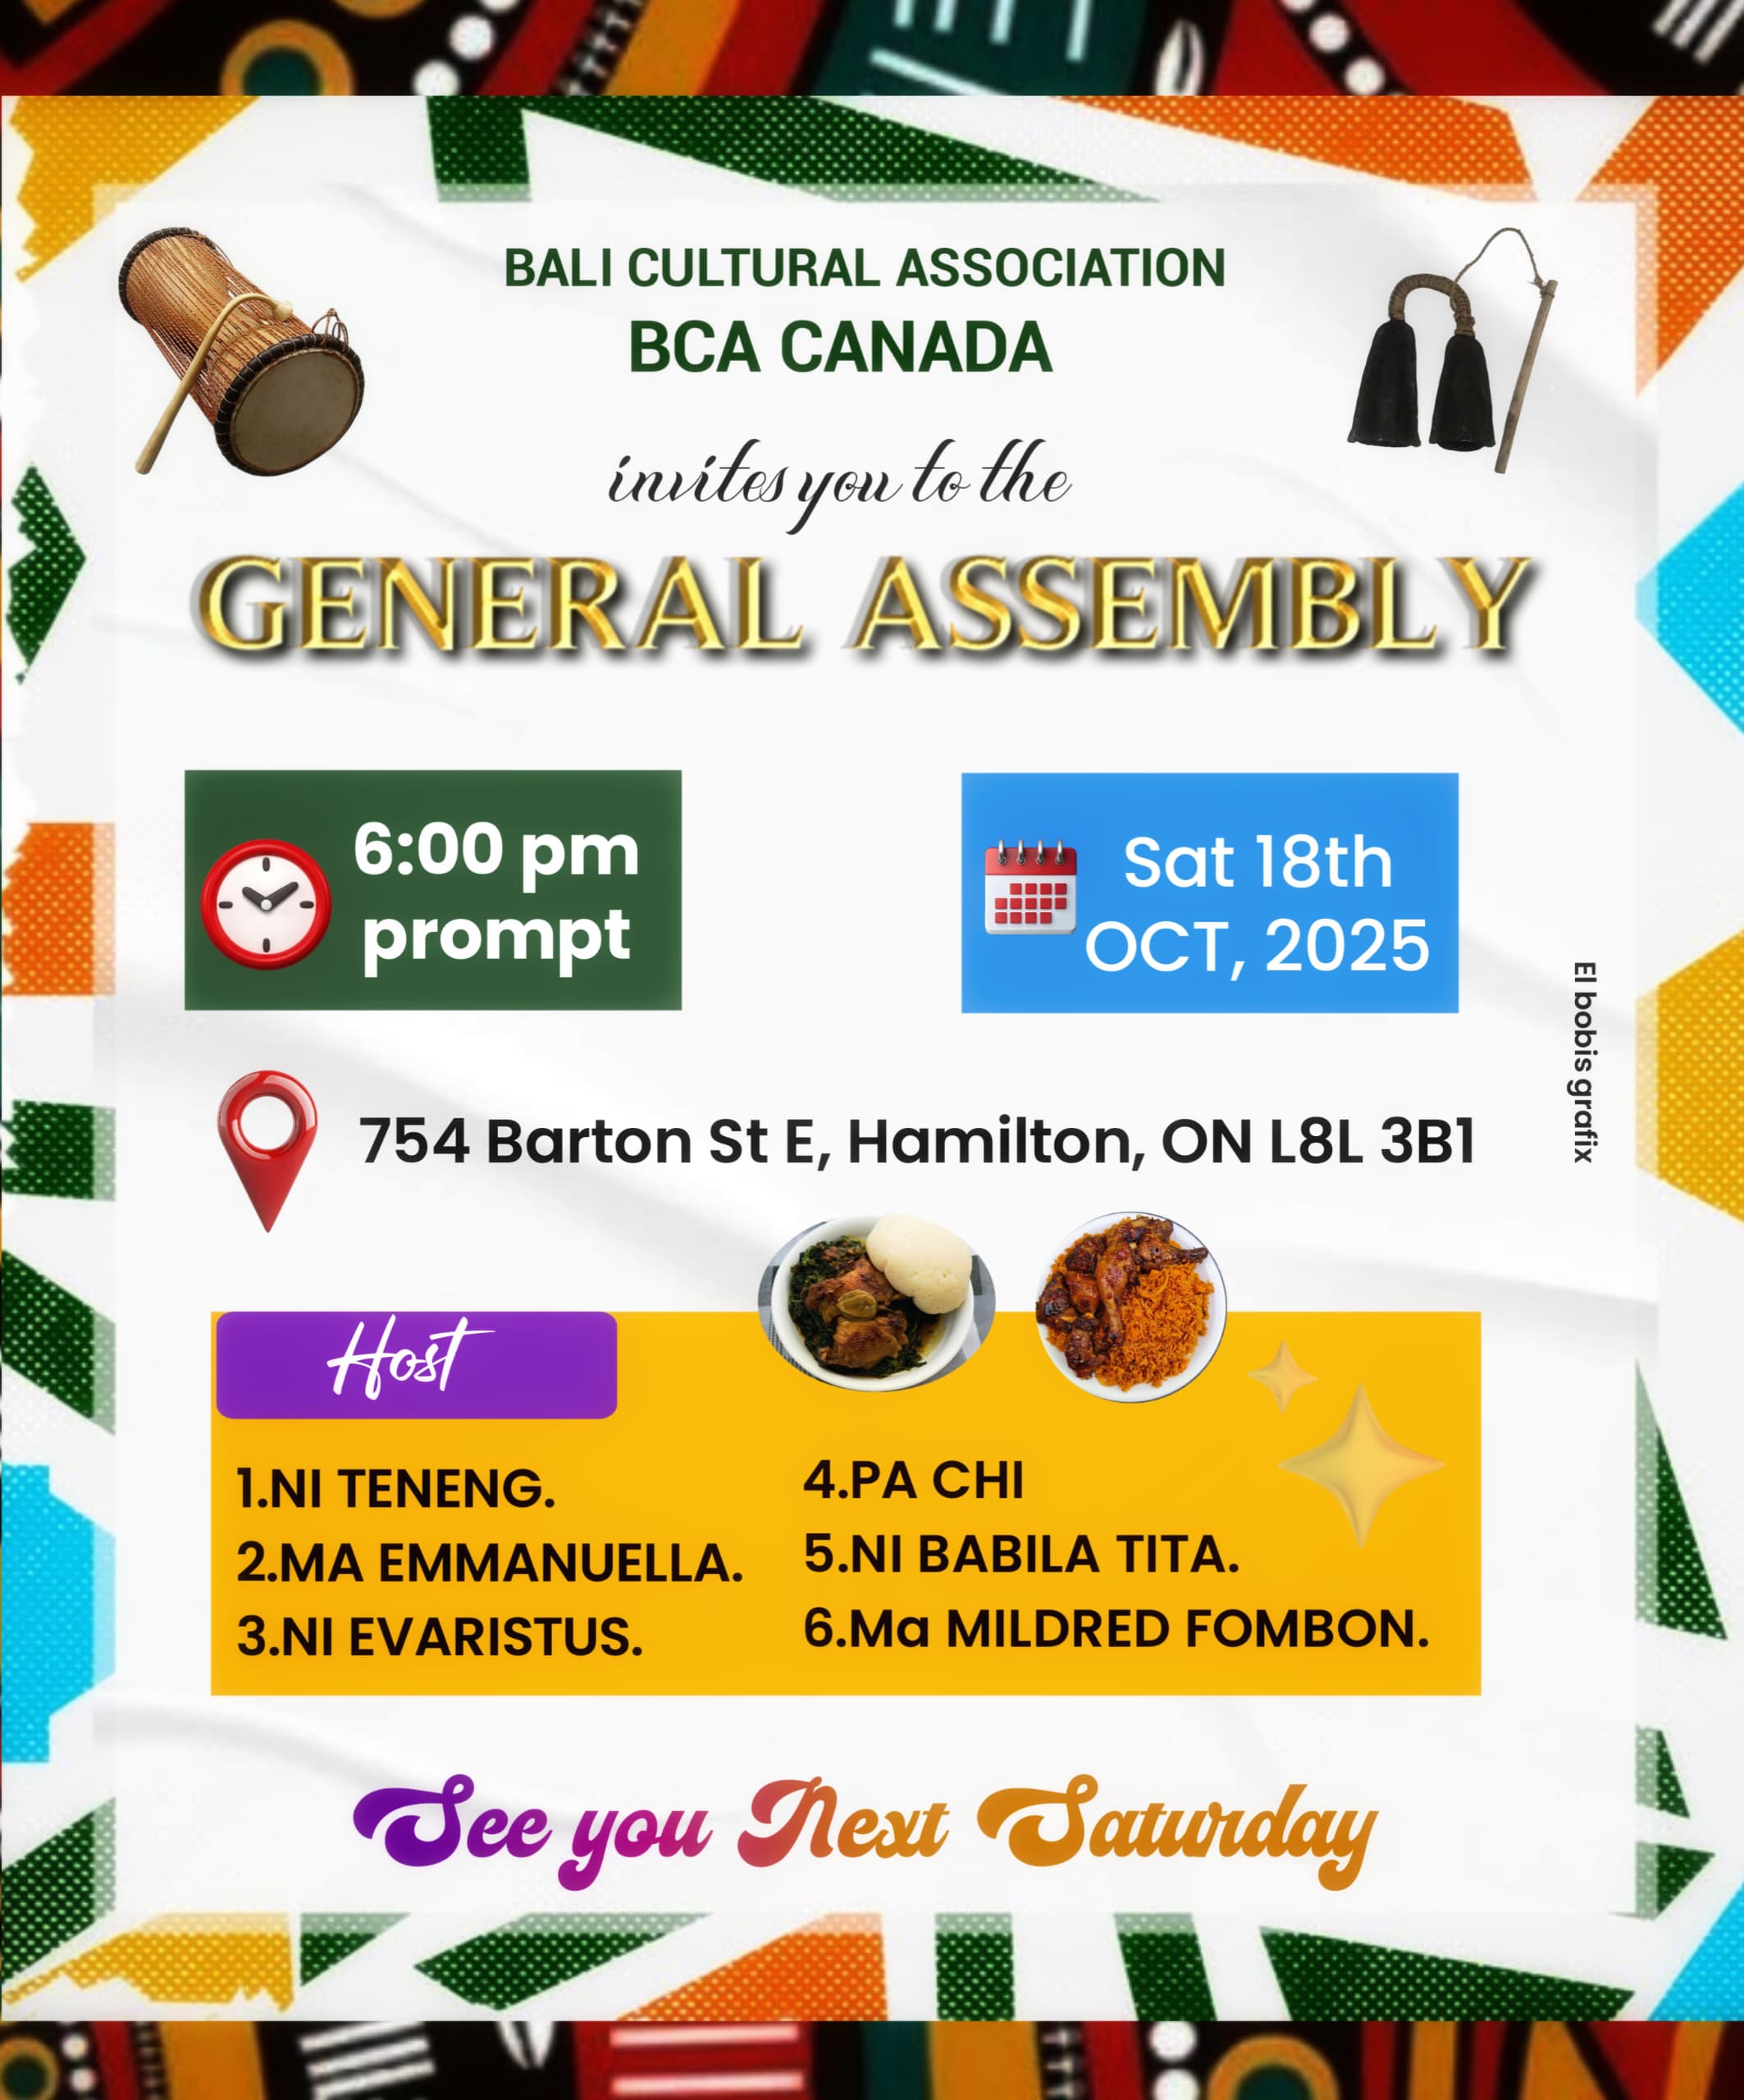 BALI CULTURAL ASSOCIATION
BCA CANADA
invites you to the
GENERAL ASSEMBLY
6:00 pm
prompt
Sat 18th
OCT, 2025
El bobis grafix
754 Barton St E, Hamilton, ON L8L 3B1
Host
1.NI TENENG.
2.MA EMMANUELLA.
3.NI EVARISTUS.
4.PA CHI
5.NI BABILA TITA.
6.Ma MILDRED FOMBON.
See you Next Saturday